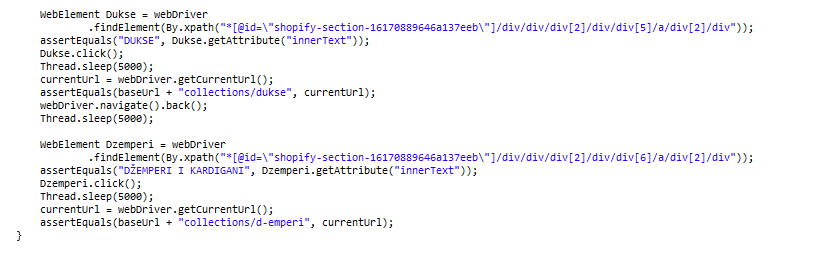 WebElement Dukse = webDriver
.findElement(By.xpath("*[@id=\"shopify-section-16170889646a137eeb\"]/div/div/div[2]/div/div[5]/a/div[2]/div"));
assertEquals("DUKSE", Dukse.getAttribute("innerText"));
Dukse.click();
Thread.sleep(5000);
currentUrl = webDriver.getCurrentUrl();
assertEquals(baseUrl + "collections/dukse", currentUrl);
webDriver.navigate().back();
Thread.sleep(5000);
WebElement Dzemperi = webDriver
.findElement(By.xpath("*[@id=\"shopify-section-16170889646a137eeb\"]/div/div/div[2]/div/div[6]/a/div[2]/div"));
assertEquals("DŽEMPERI I KARDIGANI", Dzemperi.getAttribute("innerText"));
Dzemperi.click();
Thread.sleep(5000);
currentUrl = webDriver.getCurrentUrl();
assertEquals(baseUrl + "collections/d-emperi", currentUrl);
}